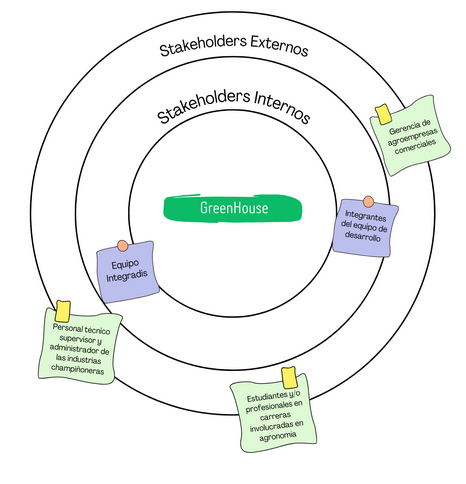 Stakeholders Externos
Stakeholders Internos
GreenHouse
Gerencia de
agroempresas
comerciales
Integrantes
del equipo de
desarrollo
Equipo
Integradis
Personal técnico
supervisor y
administrador de
las industrias
champiñoneras
Estudiantes y/o
profesionales en
carreras
involucradas en
agronomia